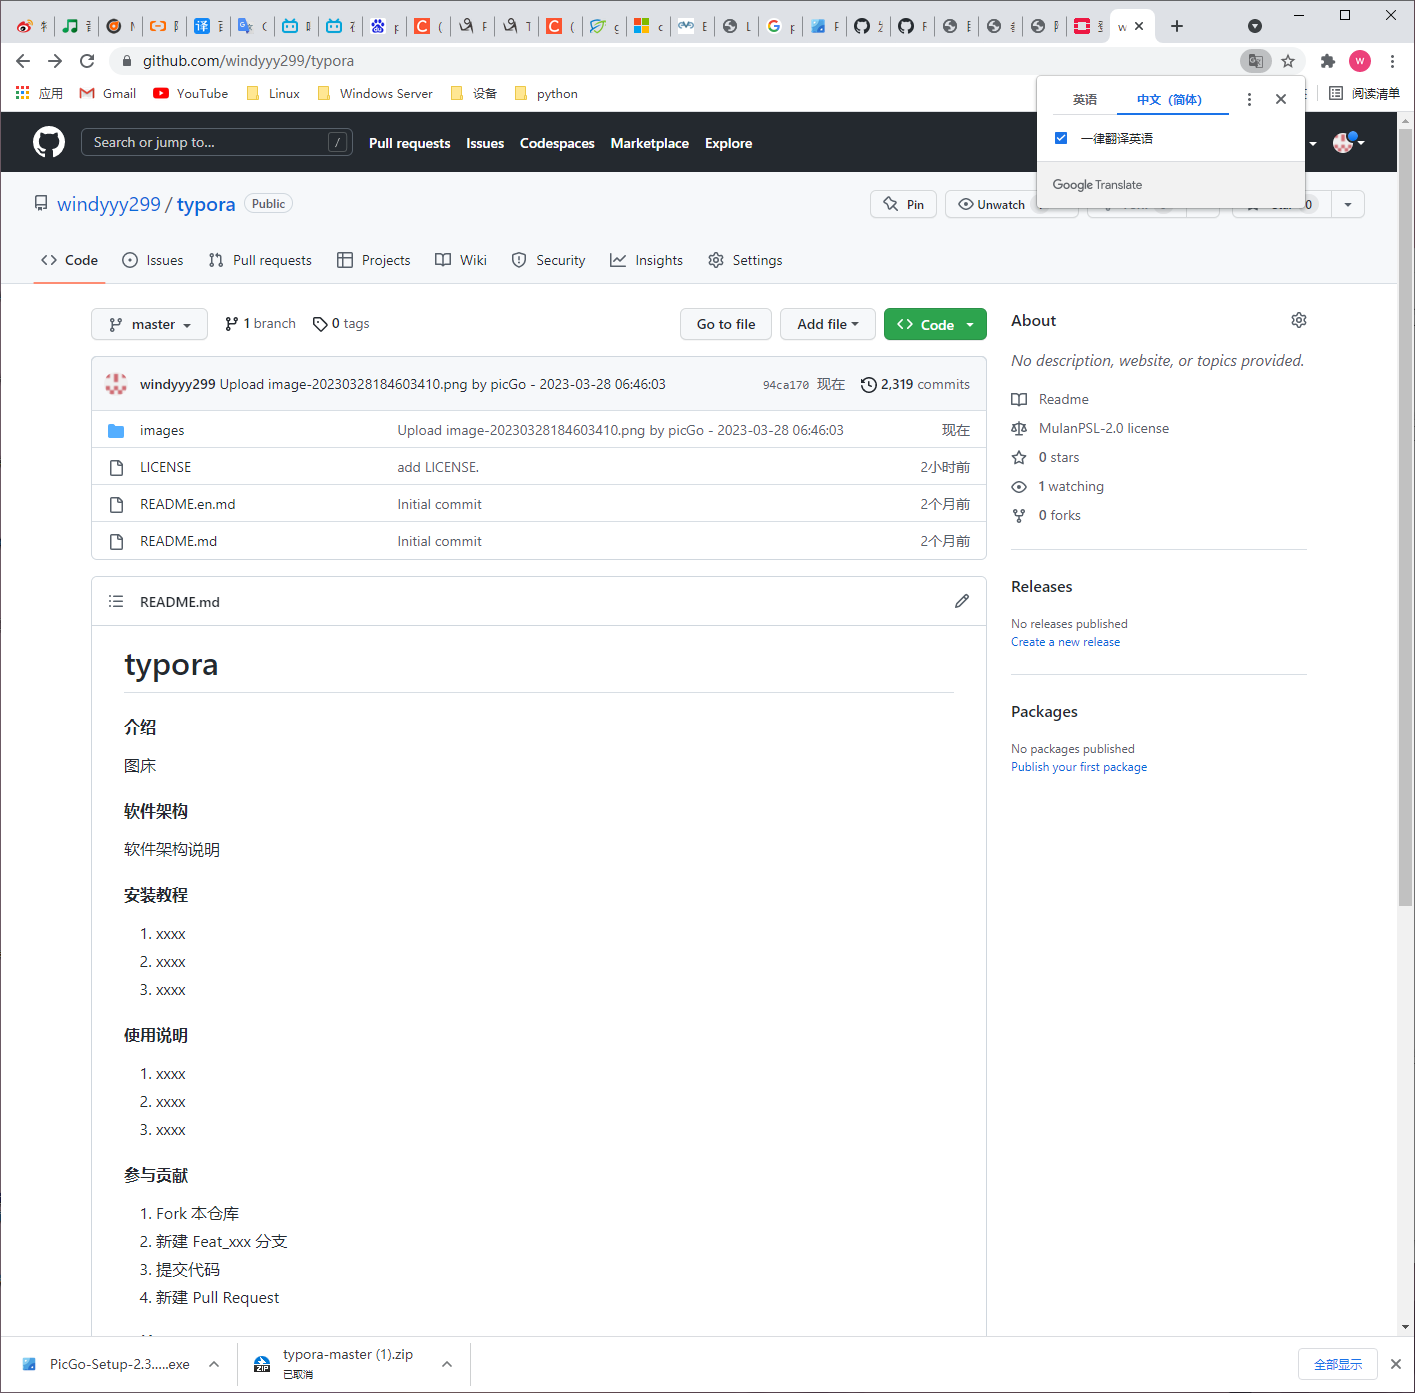 github.com/windyyy299/typora
应用 Gmail YouTube Linux Windows Server 设备 python 阅读清单
英语 中文（简体）
一律翻译英语
Google Translate
Search or jump to... / Pull requests Issues Codespaces Marketplace Explore
windyyy299 / typora Public Pin Unwatch 0
Code Issues Pull requests Projects Wiki Security Insights Settings
master 1 branch 0 tags Go to file Add file Code
windyyy299 Upload image-20230328184603410.png by picGo - 2023-03-28 06:46:03 94ca170 现在 2,319 commits
images Upload image-20230328184603410.png by picGo - 2023-03-28 06:46:03 现在
LICENSE add LICENSE. 2小时前
README.en.md Initial commit 2个月前
README.md Initial commit 2个月前
About
No description, website, or topics provided.
Readme
MulanPSL-2.0 license
0 stars
1 watching
0 forks
Releases
No releases published
Create a new release
Packages
No packages published
Publish your first package
README.md
typora
介绍
图床
软件架构
软件架构说明
安装教程
1. xxxx
2. xxxx
3. xxxx
使用说明
1. xxxx
2. xxxx
3. xxxx
参与贡献
1. Fork 本仓库
2. 新建 Feat_xxx 分支
3. 提交代码
4. 新建 Pull Request
PicGo-Setup-2.3.....exe
typora-master (1).zip
已取消
全部显示